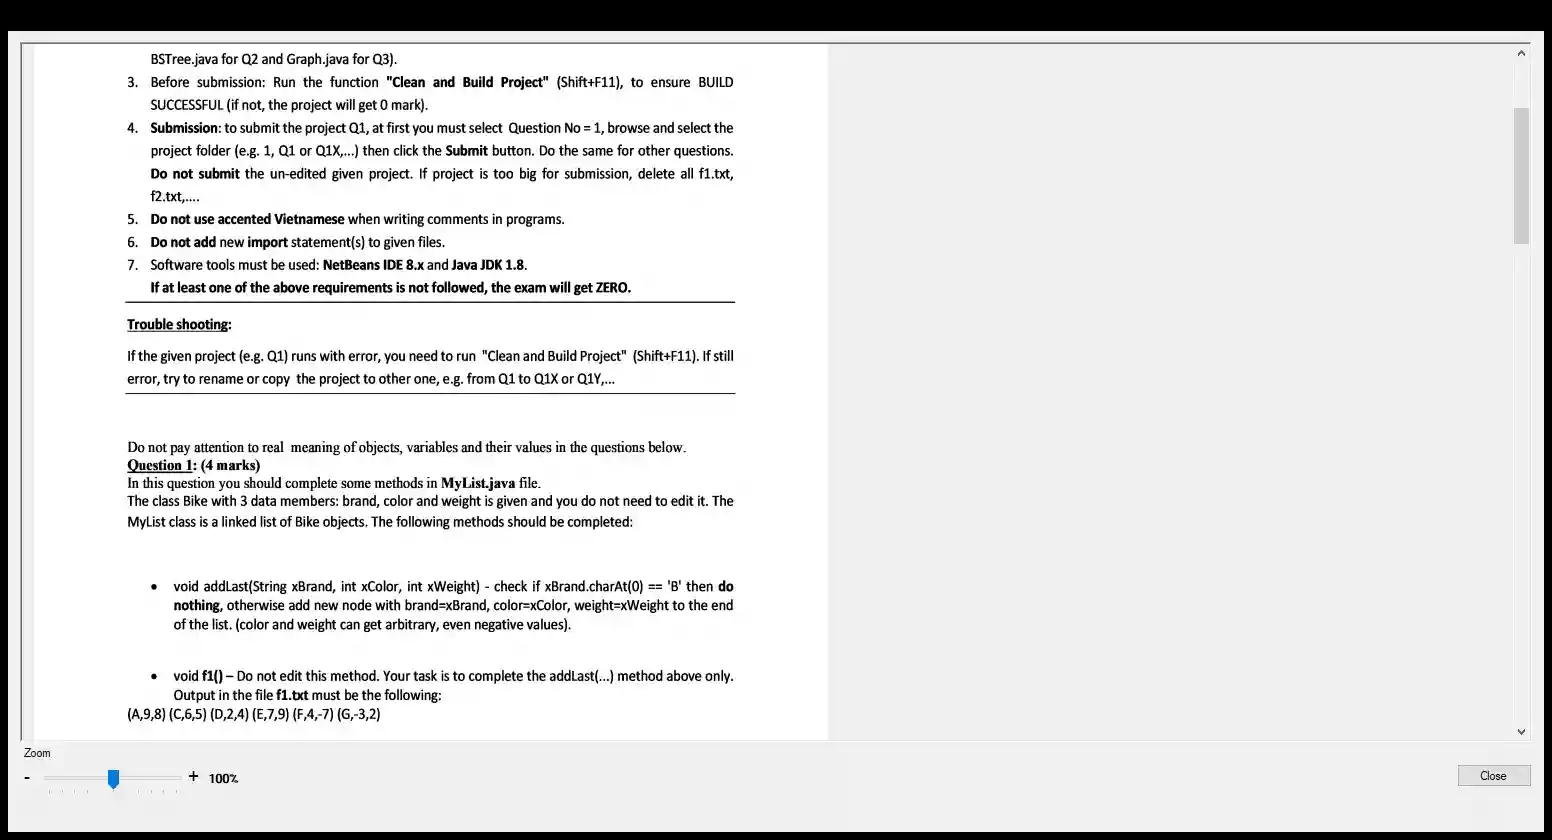 BSTree.java for Q2 and Graph.java for Q3).
3. Before submission: Run the function "Clean and Build Project" (Shift+F11), to ensure BUILD
SUCCESSFUL (if not, the project will get 0 mark).
4. Submission: to submit the project Q1, at first you must select Question No = 1, browse and select the
project folder (e.g. 1, Q1 or Q1X,...) then click the Submit button. Do the same for other questions.
Do not submit the un-edited given project. If project is too big for submission, delete all f1.txt,
f2.txt,....
5. Do not use accented Vietnamese when writing comments in programs.
6. Do not add new import statement(s) to given files.
7. Software tools must be used: NetBeans IDE 8.x and Java JDK 1.8.
If at least one of the above requirements is not followed, the exam will get ZERO.
Trouble shooting:
If the given project (e.g. Q1) runs with error, you need to run "Clean and Build Project" (Shift+F11). If still
error, try to rename or copy the project to other one, e.g. from Q1 to Q1X or Q1Y,...
Do not pay attention to real meaning of objects, variables and their values in the questions below.
Question 1: (4 marks)
In this question you should complete some methods in MyList.java file.
The class Bike with 3 data members: brand, color and weight is given and you do not need to edit it. The
MyList class is a linked list of Bike objects. The following methods should be completed:
• void addLast(String xBrand, int xColor, int xWeight) - check if xBrand.charAt(0) == 'B' then do
nothing, otherwise add new node with brand=xBrand, color=xColor, weight=xWeight to the end
of the list. (color and weight can get arbitrary, even negative values).
• void f1() – Do not edit this method. Your task is to complete the addLast(...) method above only.
Output in the file f1.txt must be the following:
(A,9,8) (C,6,5) (D,2,4) (E,7,9) (F,4,-7) (G,-3,2)
Zoom
- + 100%
Close